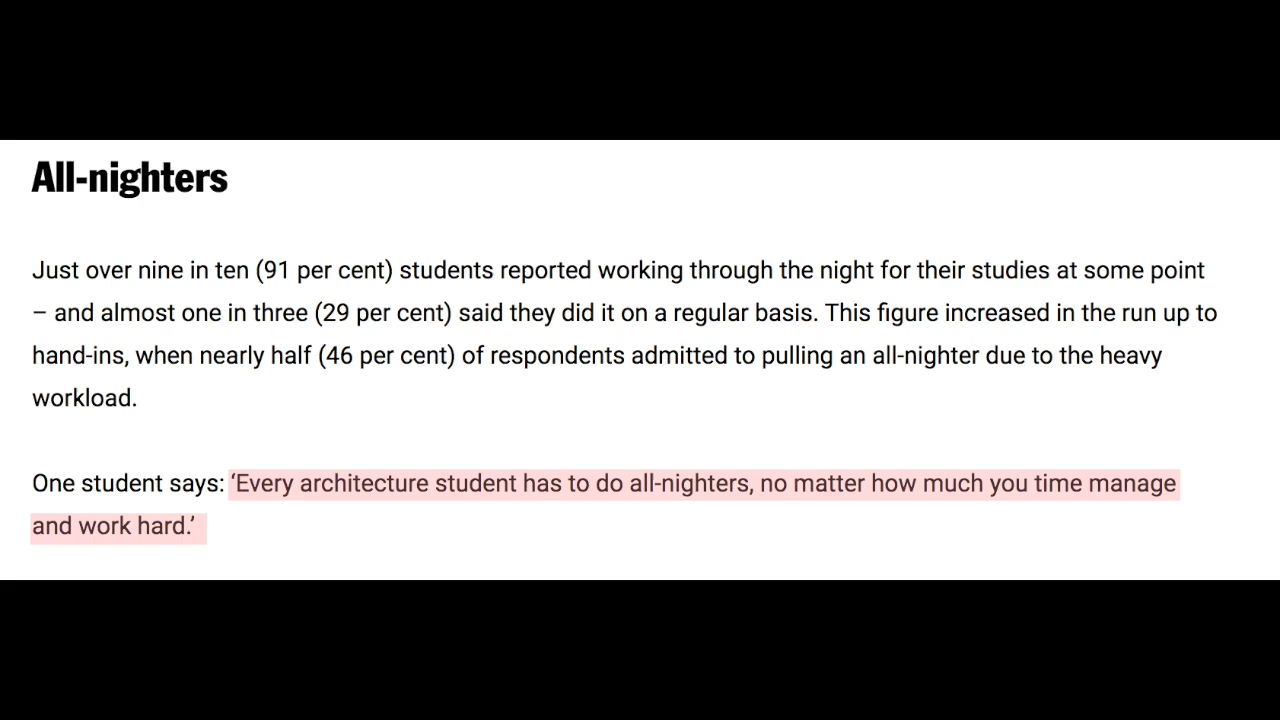 All-nighters
Just over nine in ten (91 per cent) students reported working through the night for their studies at some point
– and almost one in three (29 per cent) said they did it on a regular basis. This figure increased in the run up to
hand-ins, when nearly half (46 per cent) of respondents admitted to pulling an all-nighter due to the heavy
workload.
One student says: ‘Every architecture student has to do all-nighters, no matter how much you time manage
and work hard.’